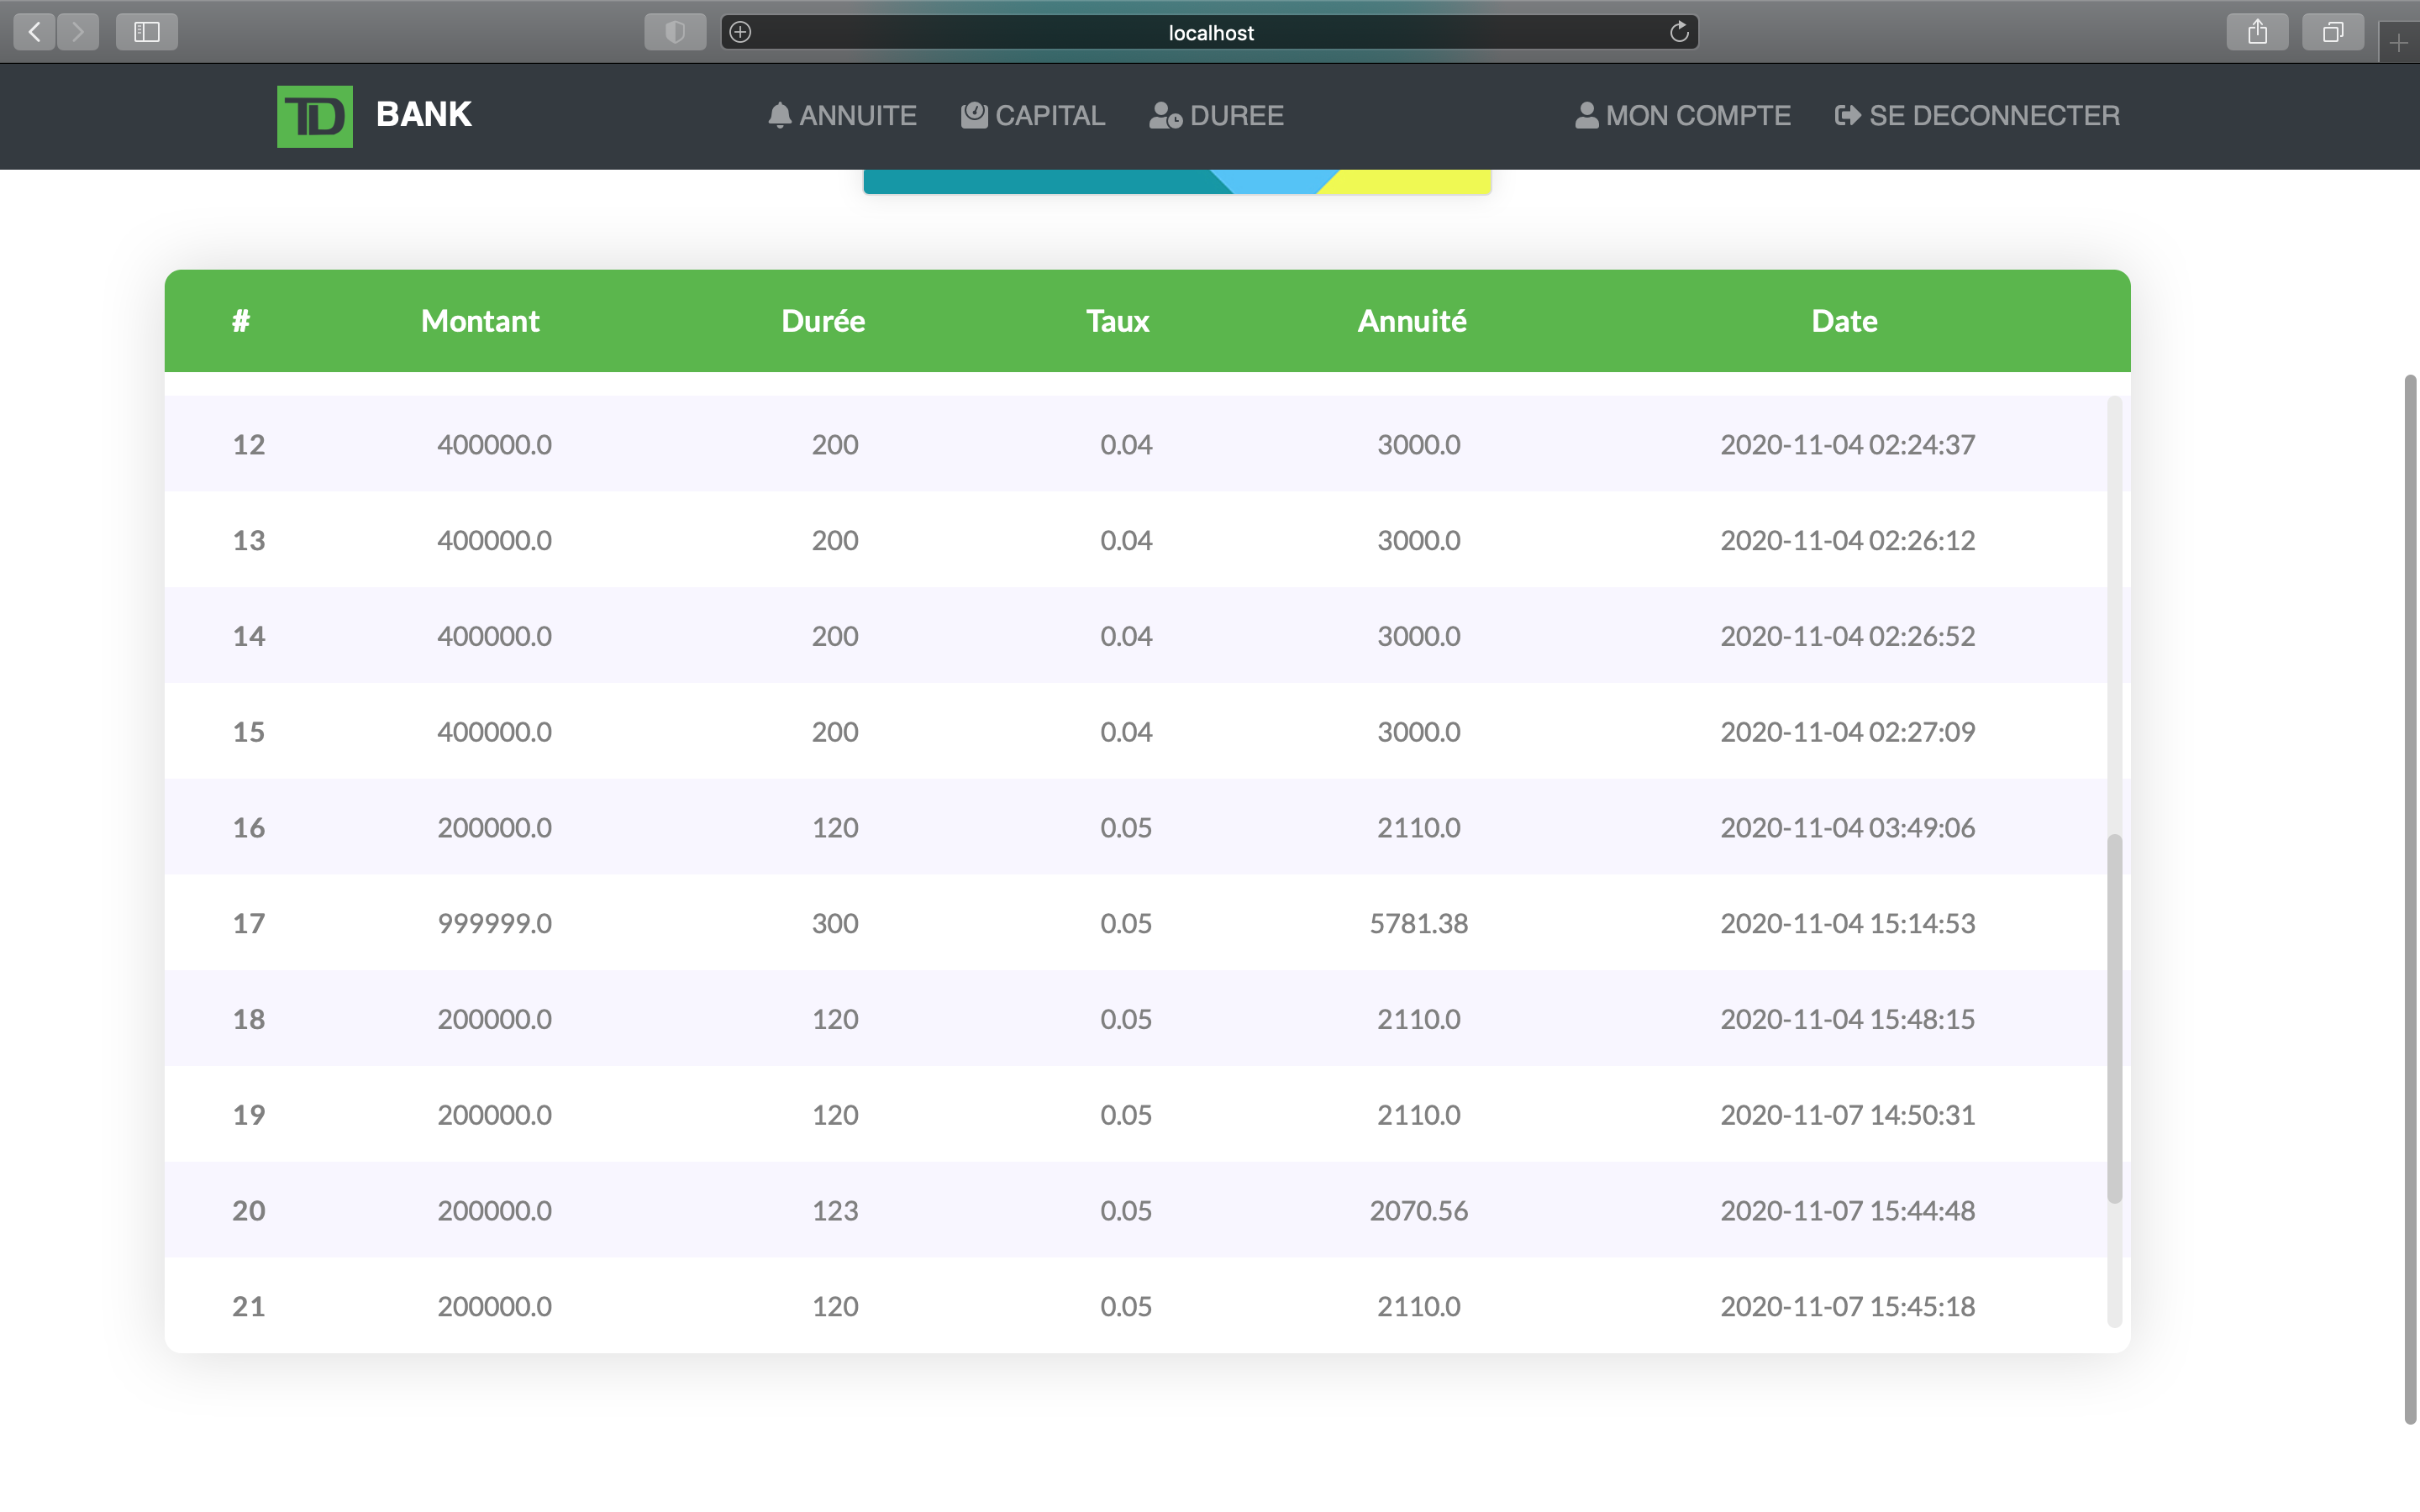 localhost
TD BANK ANNUITE CAPITAL DUREE MON COMPTE SE DECONNECTER
# Montant Durée Taux Annuité Date
12 400000.0 200 0.04 3000.0 2020-11-04 02:24:37
13 400000.0 200 0.04 3000.0 2020-11-04 02:26:12
14 400000.0 200 0.04 3000.0 2020-11-04 02:26:52
15 400000.0 200 0.04 3000.0 2020-11-04 02:27:09
16 200000.0 120 0.05 2110.0 2020-11-04 03:49:06
17 999999.0 300 0.05 5781.38 2020-11-04 15:14:53
18 200000.0 120 0.05 2110.0 2020-11-04 15:48:15
19 200000.0 120 0.05 2110.0 2020-11-07 14:50:31
20 200000.0 123 0.05 2070.56 2020-11-07 15:44:48
21 200000.0 120 0.05 2110.0 2020-11-07 15:45:18